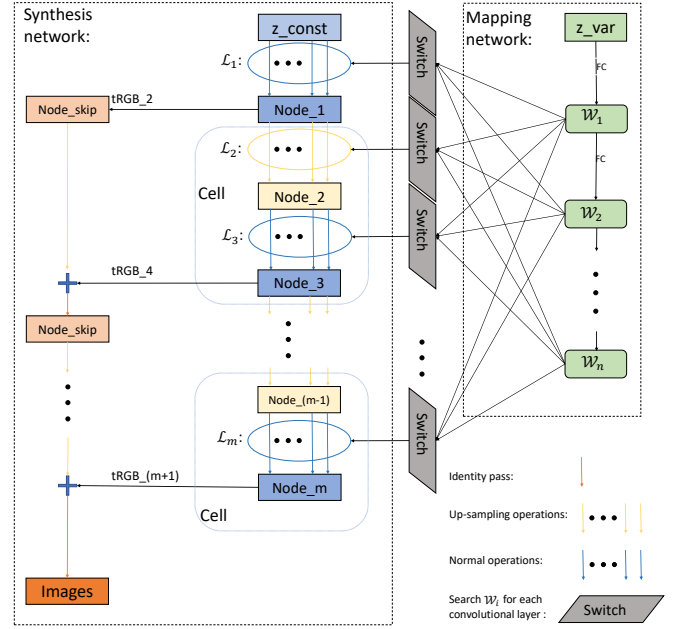 Synthesis
network:
z_const
ℒ₁:
Switch
Mapping
network:
z_var
FC
tRGB_2
Node_skip
Node_1
𝒲₁
ℒ₂:
Switch
FC
Cell
Node_2
𝒲₂
ℒ₃:
Switch
tRGB_4
Node_3
Node_skip
𝒲ₙ
Node_(m-1)
ℒₘ:
Switch
tRGB_(m+1)
Node_m
Cell
Images
Identity pass:
Up-sampling operations:
Normal operations:
Search 𝒲ᵢ for each
convolutional layer :
Switch